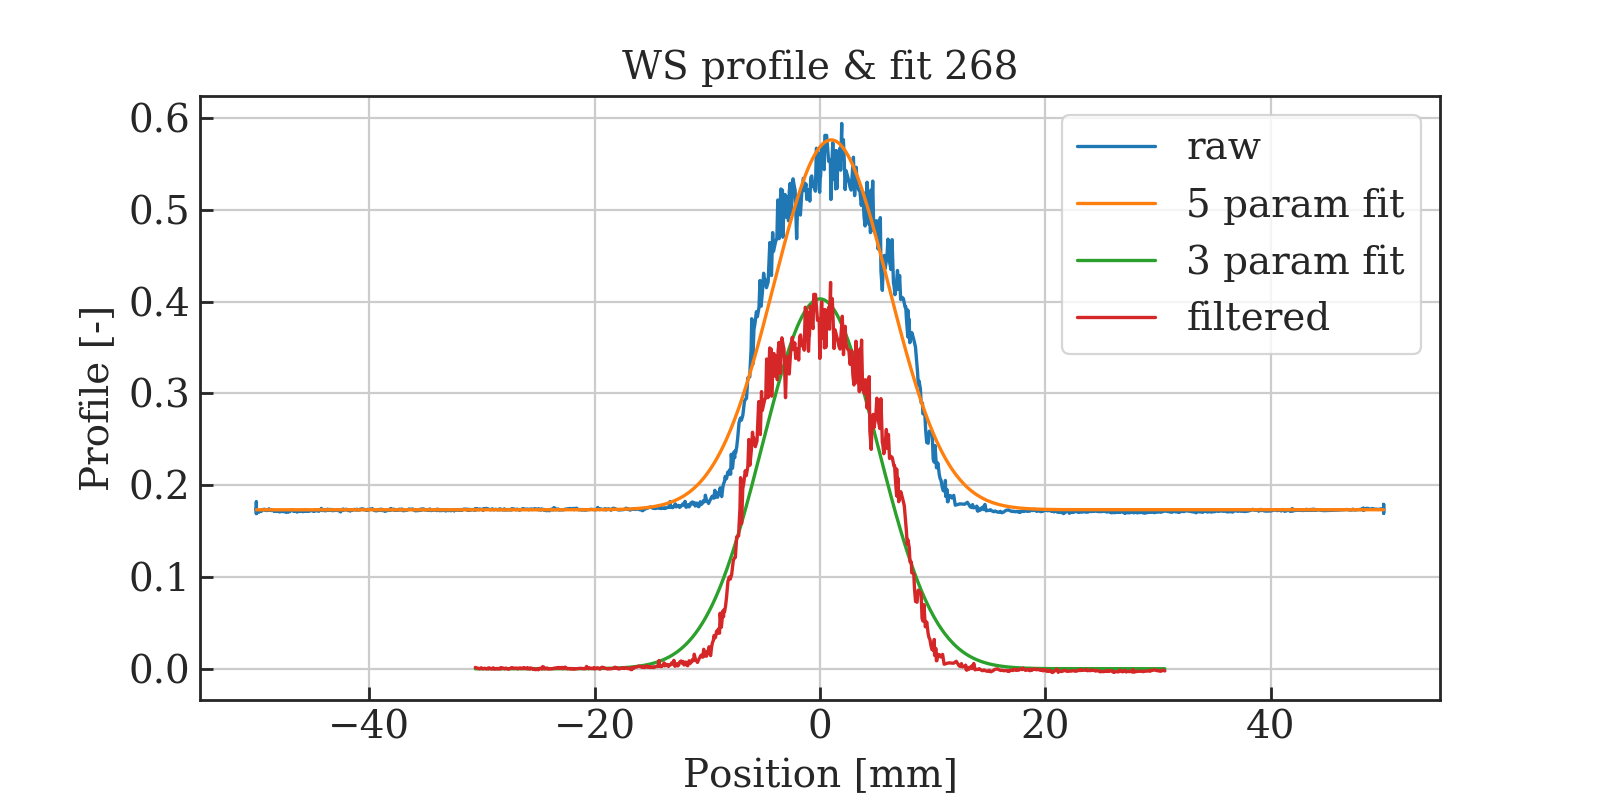 WS profile & fit 268
0.6
0.5
0.4
0.3
0.2
0.1
0.0
Profile [-]
raw
5 param fit
3 param fit
filtered
−40
−20
0
20
40
Position [mm]